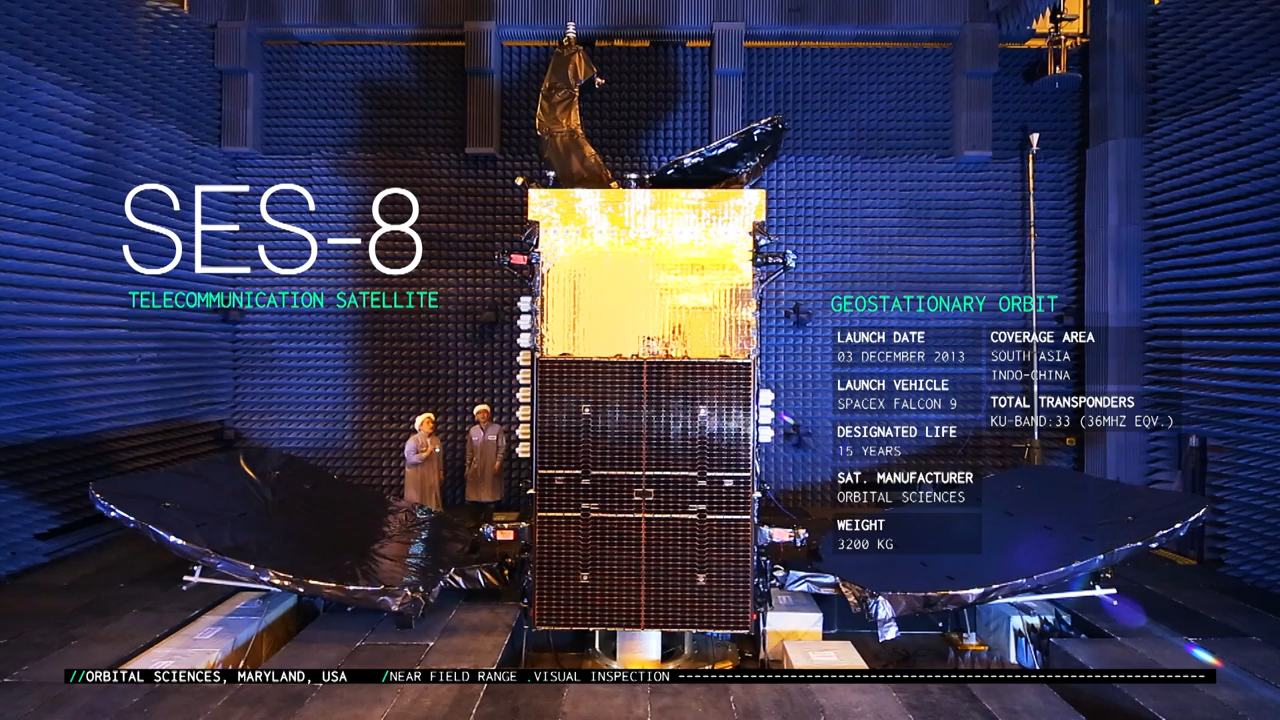 SES-8
TELECOMMUNICATION SATELLITE
GEOSTATIONARY ORBIT
LAUNCH DATE
03 DECEMBER 2013
LAUNCH VEHICLE
SPACEX FALCON 9
DESIGNATED LIFE
15 YEARS
SAT. MANUFACTURER
ORBITAL SCIENCES
WEIGHT
3200 KG
COVERAGE AREA
SOUTH ASIA
INDO-CHINA
TOTAL TRANSPONDERS
KU-BAND:33 (36MHZ EQV.)
//ORBITAL SCIENCES, MARYLAND, USA /NEAR FIELD RANGE .VISUAL INSPECTION